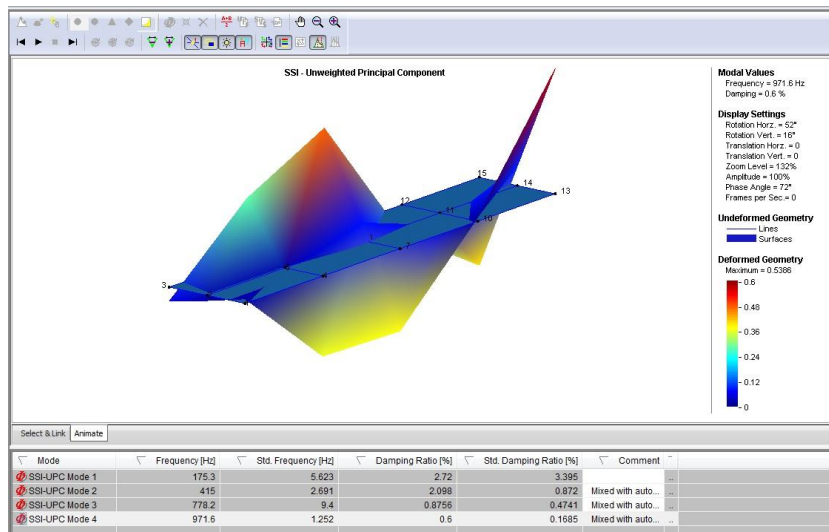 SSI - Unweighted Principal Component
Modal Values
Frequency = 971.6 Hz
Damping = 0.6 %
Display Settings
Rotation Horz. = 52°
Rotation Vert. = 16°
Translation Horz. = 0
Translation Vert. = 0
Zoom Level = 132%
Amplitude = 100%
Phase Angle = 72°
Frames per Sec.= 0
Undeformed Geometry
Lines
Surfaces
Deformed Geometry
Maximum = 0.5386
0.6
0.48
0.36
0.24
0.12
0
15
14
13
12
11
10
7
3
Select & Link Animate
Mode Frequency [Hz] Std. Frequency [Hz] Damping Ratio [%] Std. Damping Ratio [%] Comment
SSI-UPC Mode 1 175.3 5.623 2.72 3.395 ..
SSI-UPC Mode 2 415 2.691 2.098 0.872 Mixed with auto... ..
SSI-UPC Mode 3 778.2 9.4 0.8756 0.4741 Mixed with auto... ..
SSI-UPC Mode 4 971.6 1.252 0.6 0.1685 Mixed with auto... ..